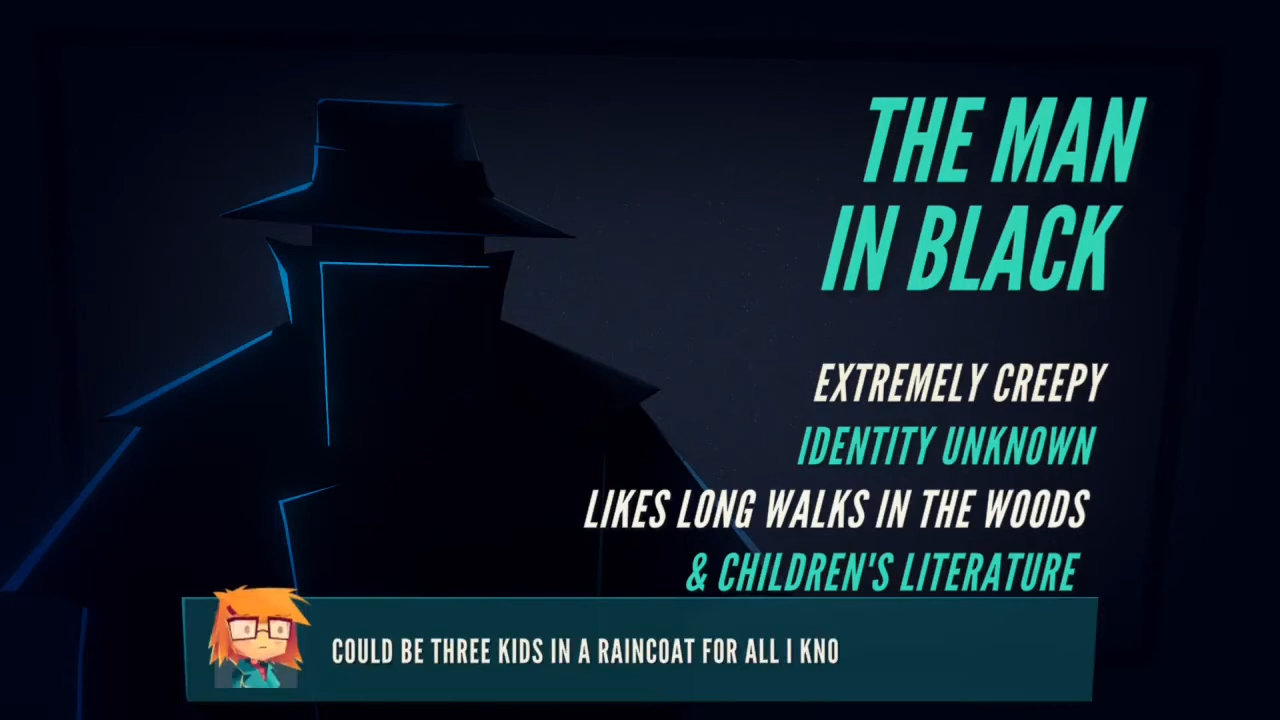 THE MAN
IN BLACK
EXTREMELY CREEPY
IDENTITY UNKNOWN
LIKES LONG WALKS IN THE WOODS
& CHILDREN'S LITERATURE
COULD BE THREE KIDS IN A RAINCOAT FOR ALL I KNO